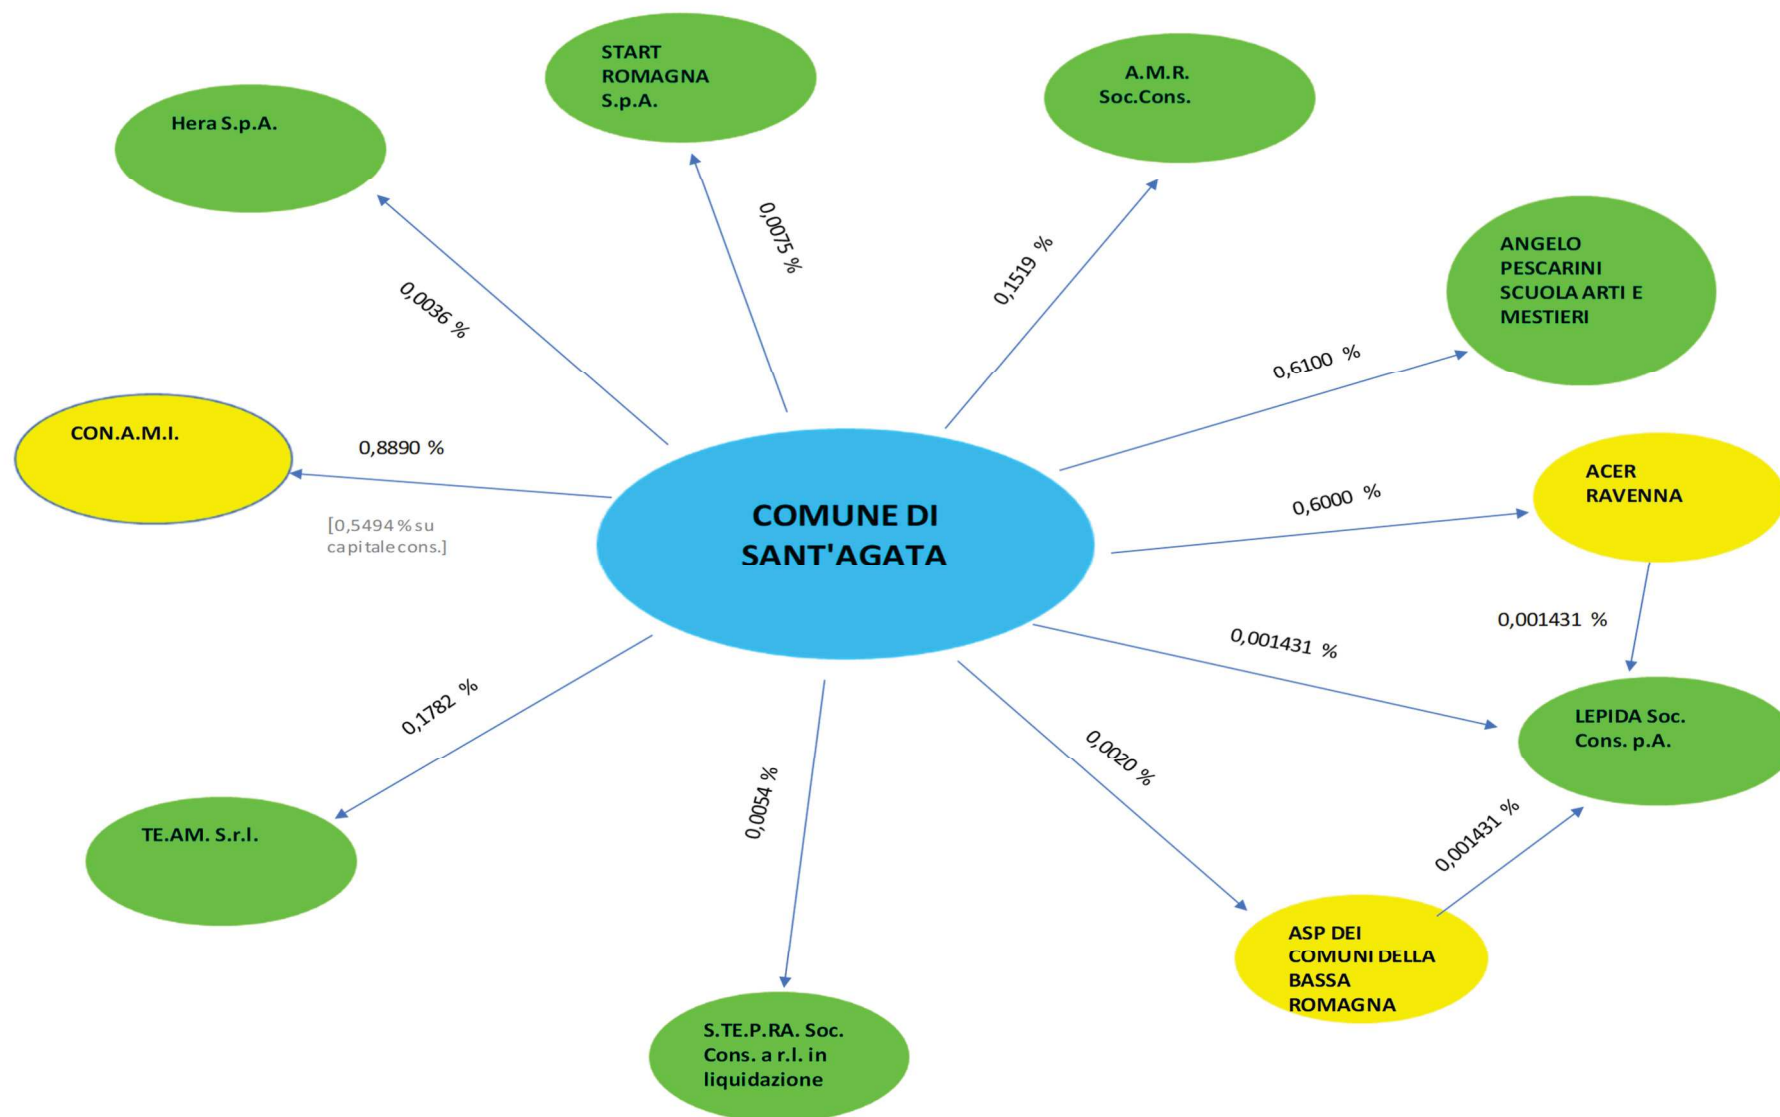 START
ROMAGNA
S.p.A.
A.M.R.
Soc.Cons.
Hera S.p.A.
0,0075 %
0,1519 %
ANGELO
PESCARINI
SCUOLA ARTI E
MESTIERI
0,0036 %
0,6100 %
CON.A.M.I.
0,8890 %
[0,5494 % su
capitale cons.]
COMUNE DI
SANT'AGATA
0,6000 %
ACER
RAVENNA
0,001431 %
0,001431 %
LEPIDA Soc.
Cons. p.A.
0,1782 %
0,0054 %
0,0020 %
0,001431 %
TE.AM. S.r.l.
ASP DEI
COMUNI DELLA
BASSA
ROMAGNA
S.TE.P.RA. Soc.
Cons. a r.l. in
liquidazione